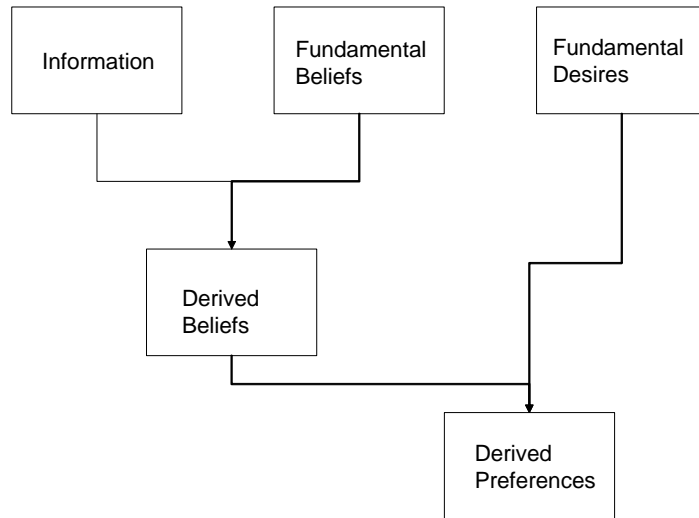 Information
Fundamental
Beliefs
Fundamental
Desires
Derived
Beliefs
Derived
Preferences